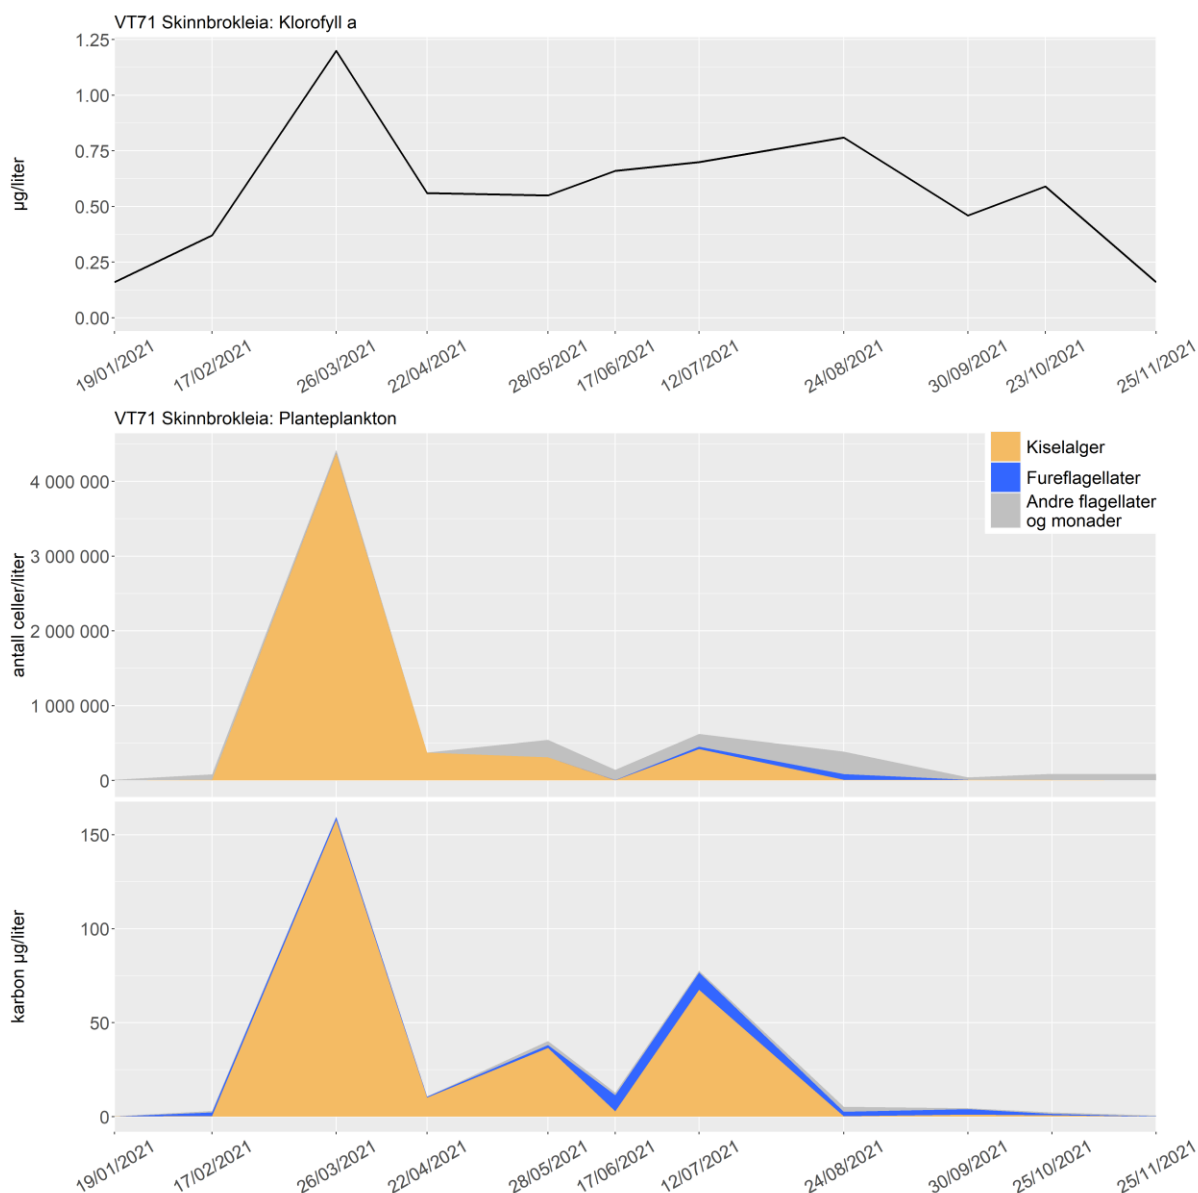 VT71 Skinnbrokleia: Klorofyll a
1.25
1.00
0.75
0.50
0.25
0.00
µg/liter
19/01/2021
17/02/2021
26/03/2021
22/04/2021
28/05/2021
17/06/2021
12/07/2021
24/08/2021
30/09/2021
23/10/2021
25/11/2021
VT71 Skinnbrokleia: Planteplankton
Kiselalger
Fureflagellater
Andre flagellater
og monader
4 000 000
3 000 000
2 000 000
1 000 000
0
antall celler/liter
150
100
50
0
karbon µg/liter
19/01/2021
17/02/2021
26/03/2021
22/04/2021
28/05/2021
17/06/2021
12/07/2021
24/08/2021
30/09/2021
25/10/2021
25/11/2021